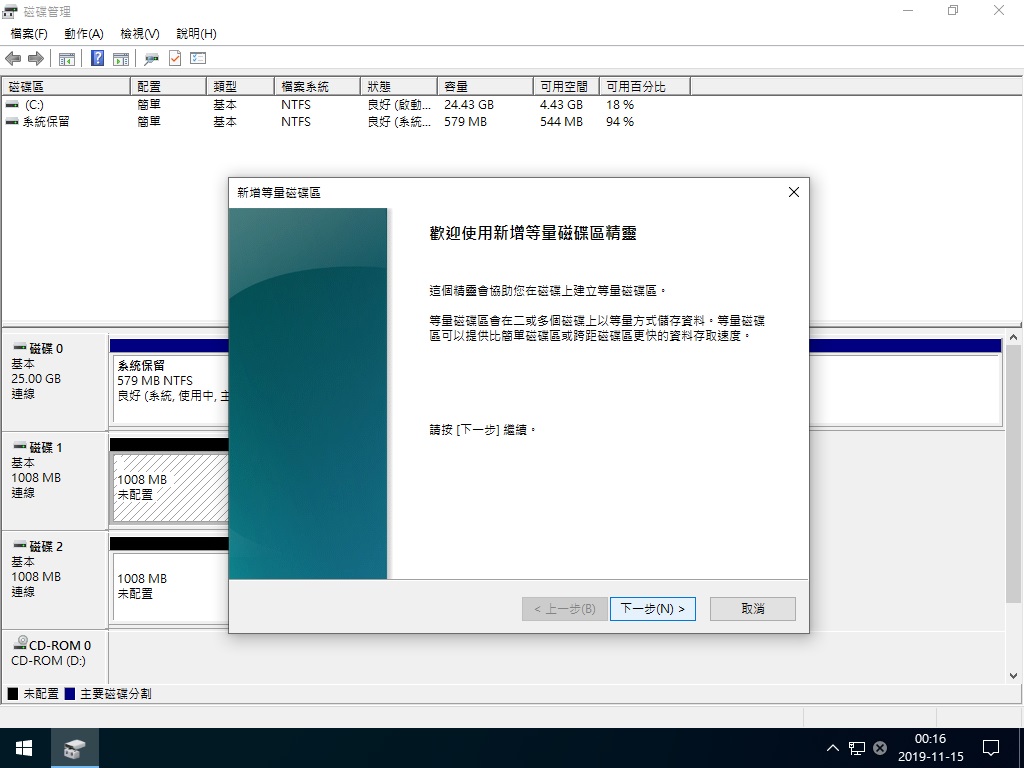 磁碟管理
檔案(F) 動作(A) 檢視(V) 說明(H)
磁碟區 配置 類型 檔案系統 狀態 容量 可用空間 可用百分比
(C:) 簡單 基本 NTFS 良好 (啟動... 24.43 GB 4.43 GB 18 %
系統保留 簡單 基本 NTFS 良好 (系統... 579 MB 544 MB 94 %
新增等量磁碟區
歡迎使用新增等量磁碟區精靈
這個精靈會協助您在磁碟上建立等量磁碟區。
等量磁碟區會在二或多個磁碟上以等量方式儲存資料。等量磁碟
區可以提供比簡單磁碟區或跨距磁碟區更快的資料存取速度。
請按 [下一步] 繼續。
< 上一步(B) 下一步(N) > 取消
磁碟 0
基本
25.00 GB
連線
系統保留
579 MB NTFS
良好 (系統, 使用中, 主
磁碟 1
基本
1008 MB
連線
1008 MB
未配置
磁碟 2
基本
1008 MB
連線
1008 MB
未配置
CD-ROM 0
CD-ROM (D:)
未配置 主要磁碟分割
00:16
2019-11-15